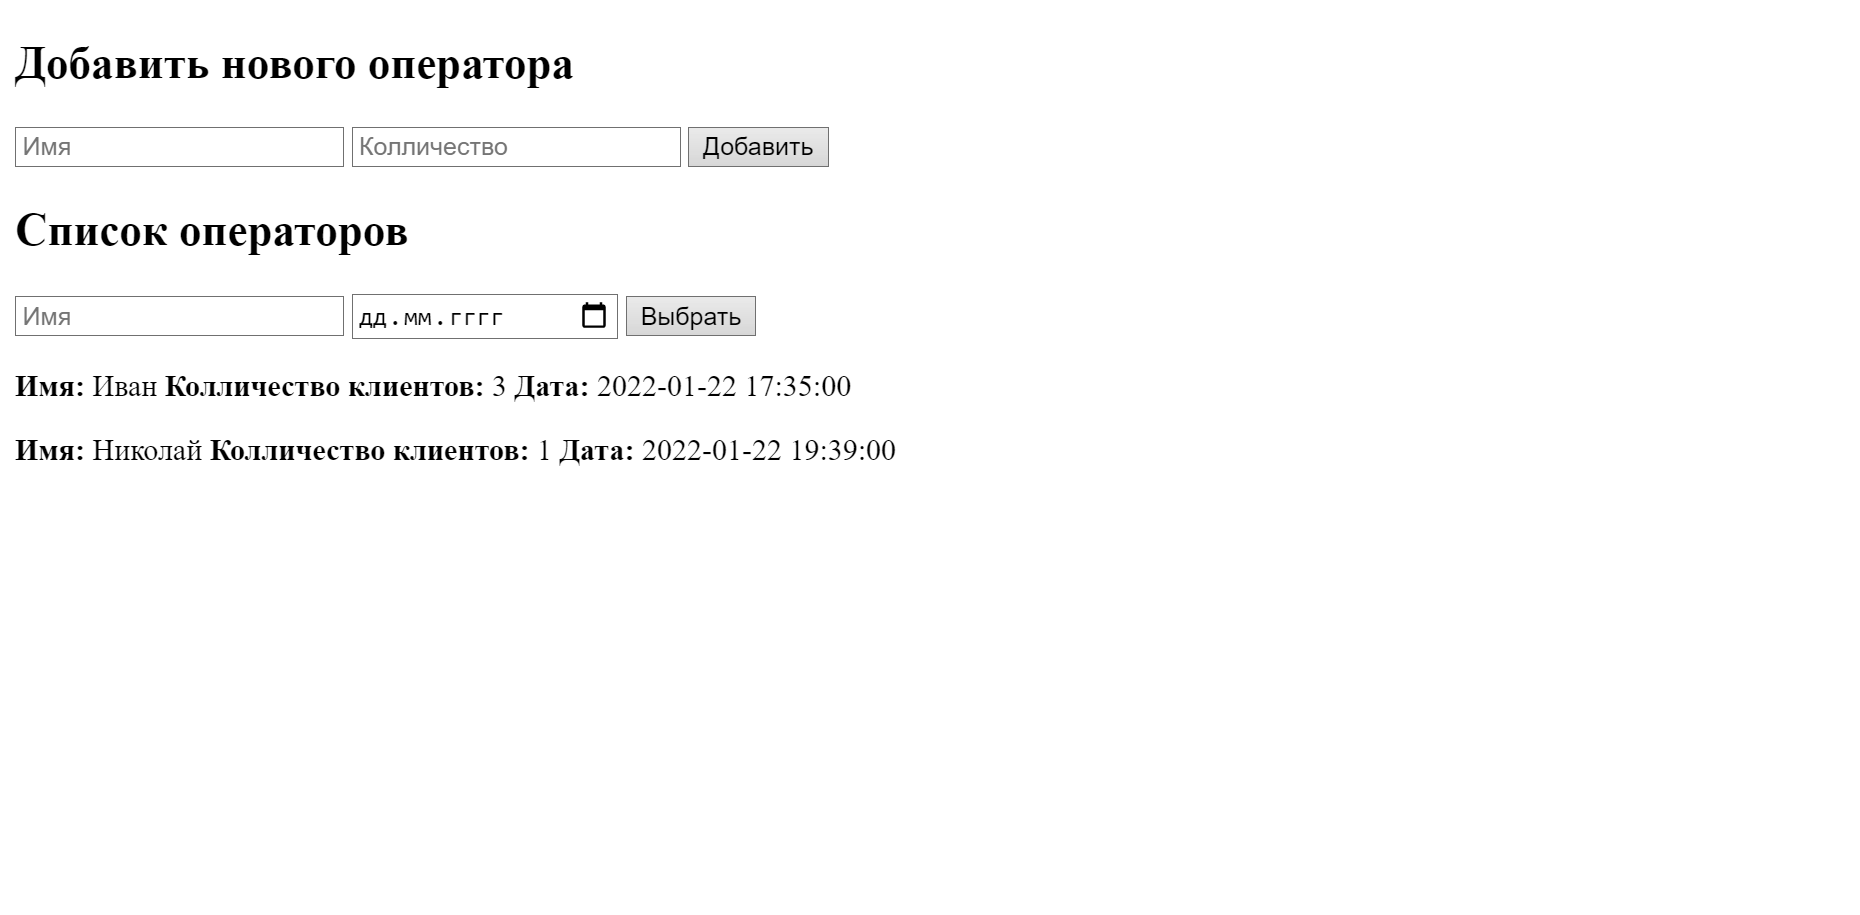 Добавить нового оператора
Имя Колличество Добавить
Список операторов
Имя дд.мм.гггг Выбрать
Имя: Иван Колличество клиентов: 3 Дата: 2022-01-22 17:35:00
Имя: Николай Колличество клиентов: 1 Дата: 2022-01-22 19:39:00